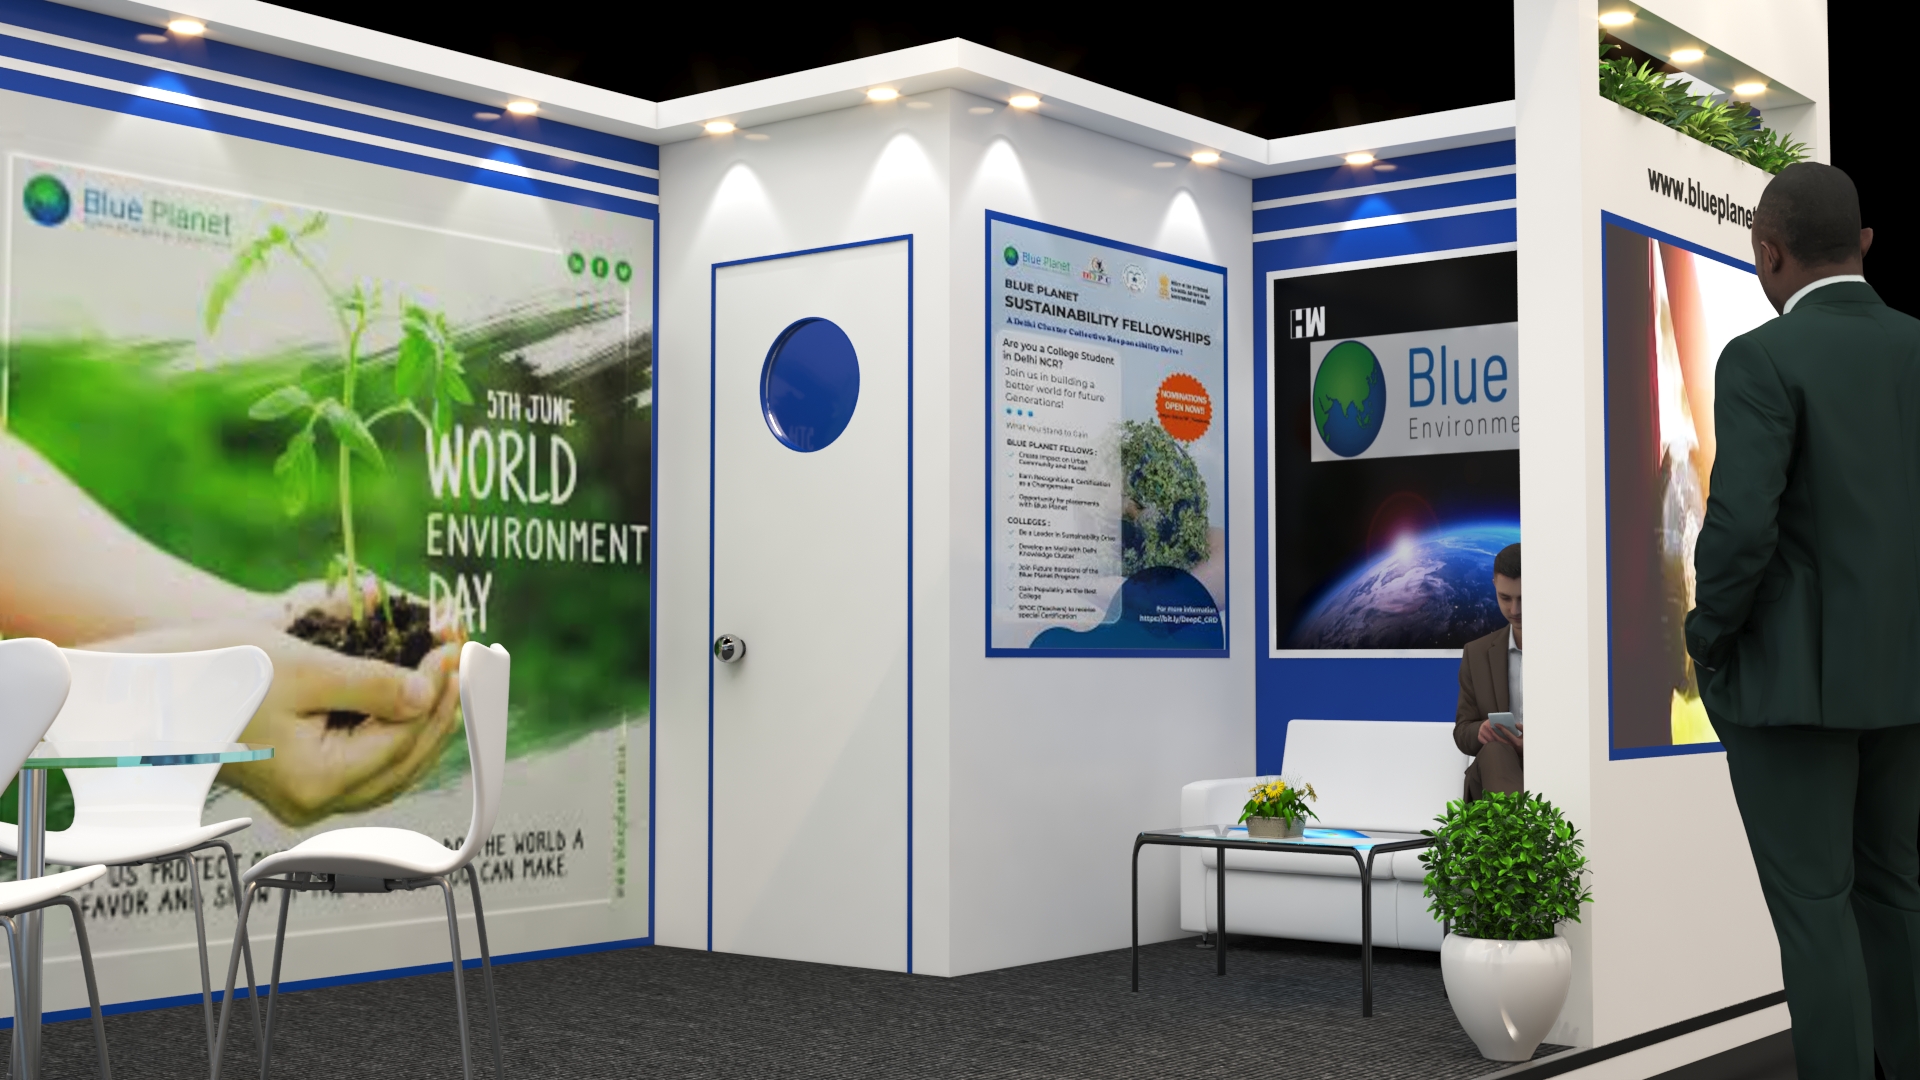 Blue Planet
5TH JUNE
WORLD
ENVIRONMENT
DAY
US PROTECT
THE WORLD A
FAVOR AND
CAN MAKE.
Blue Planet
BLUE PLANET
SUSTAINABILITY FELLOWSHIPS
A Delhi Cluster Collective Responsibility Drive!
Are you a College Student
in Delhi NCR?
Join us in building a
better world for future
Generations!
NOMINATIONS
OPEN NOW!!
What You Stand to Gain
BLUE PLANET FELLOWS :
Create Impact on Urban
Community and Planet
Earn Recognition & Certification
as a Changemaker
Opportunity for placements
with Blue Planet
COLLEGES :
Be a Leader in Sustainability Drive
Develop an MoU with Delhi
Knowledge Cluster
Join Future Iterations of the
Blue Planet Program
Gain Popularity as the Best
College
SPOC (Teachers) to receive
special Certification
For more information
https://bit.ly/DeepC_CRD
HW
Blue
Environme
www.blueplanet